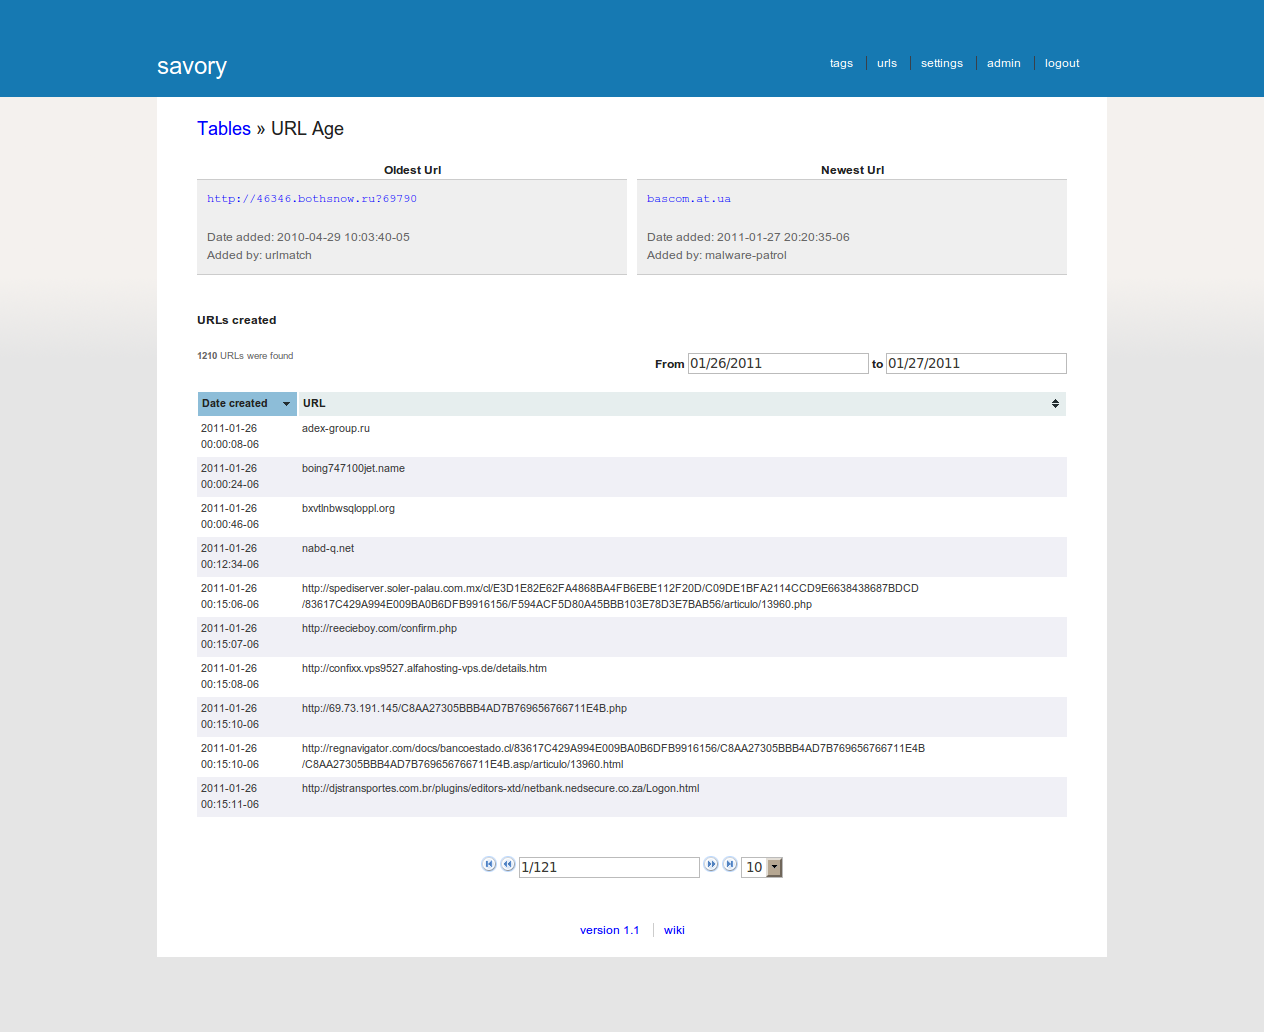 savory
tags
urls
settings
admin
logout
Tables » URL Age
Oldest Url
http://46346.bothsnow.ru?69790
Date added: 2010-04-29 10:03:40-05
Added by: urlmatch
Newest Url
bascom.at.ua
Date added: 2011-01-27 20:20:35-06
Added by: malware-patrol
URLs created
1210 URLs were found
From 01/26/2011 to 01/27/2011
Date created URL
2011-01-26 adex-group.ru
00:00:08-06
2011-01-26 boing747100jet.name
00:00:24-06
2011-01-26 bxvtlnbwsqloppl.org
00:00:46-06
2011-01-26 nabd-q.net
00:12:34-06
2011-01-26 http://spediserver.soler-palau.com.mx/cl/E3D1E82E62FA4868BA4FB6EBE112F20D/C09DE1BFA2114CCD9E6638438687BDCD
00:15:06-06 /83617C429A994E009BA0B6DFB9916156/F594ACF5D80A45BBB103E78D3E7BAB56/articulo/13960.php
2011-01-26 http://reecieboy.com/confirm.php
00:15:07-06
2011-01-26 http://confixx.vps9527.alfahosting-vps.de/details.htm
00:15:08-06
2011-01-26 http://69.73.191.145/C8AA27305BBB4AD7B769656766711E4B.php
00:15:10-06
2011-01-26 http://regnavigator.com/docs/bancoestado.cl/83617C429A994E009BA0B6DFB9916156/C8AA27305BBB4AD7B769656766711E4B
00:15:10-06 /C8AA27305BBB4AD7B769656766711E4B.asp/articulo/13960.html
2011-01-26 http://djstransportes.com.br/plugins/editors-xtd/netbank.nedsecure.co.za/Logon.html
00:15:11-06
1/121
10
version 1.1
wiki